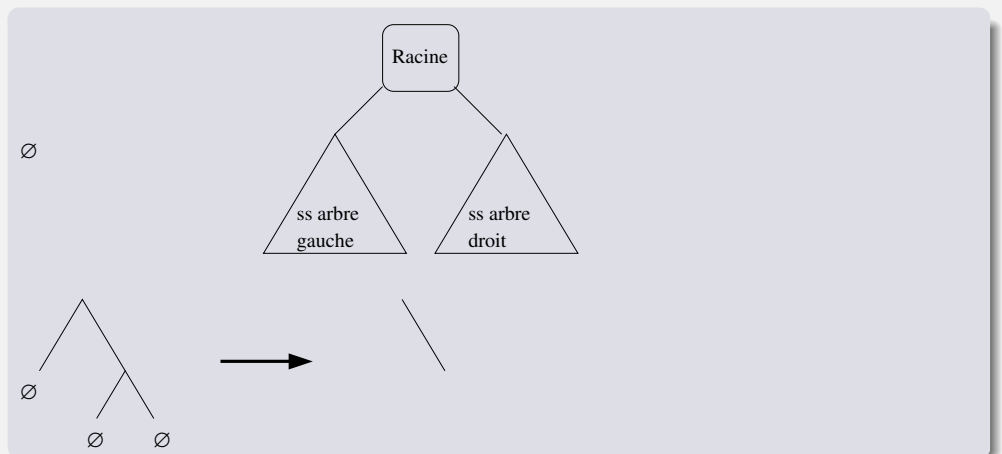 Racine
∅
ss arbre
gauche
ss arbre
droit
∅
∅ ∅